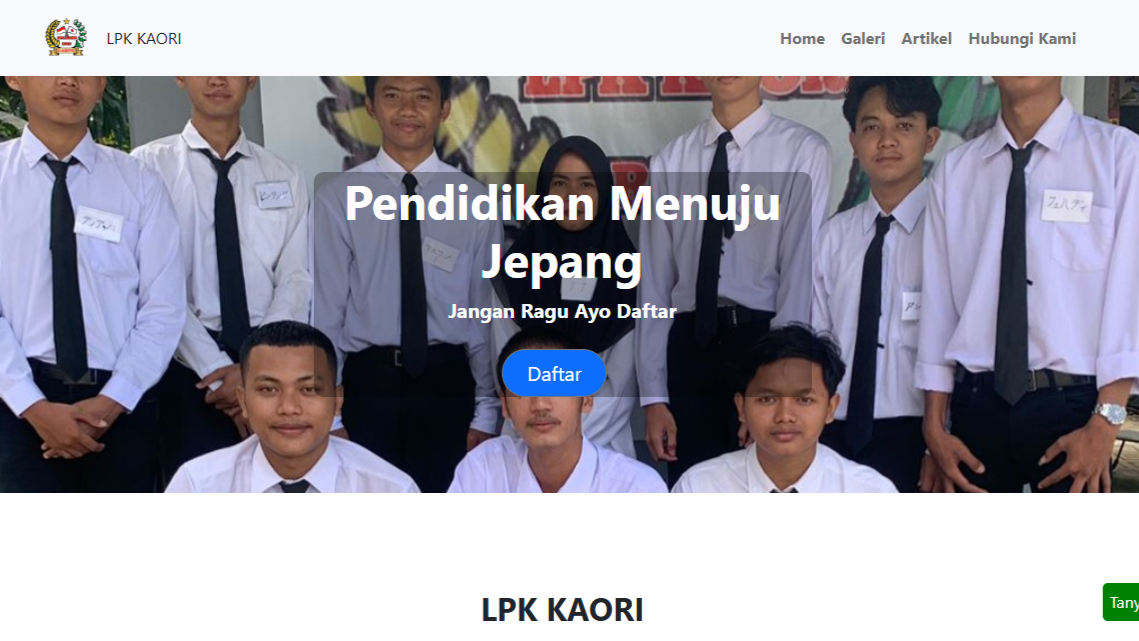 LPK KAORI
Home Galeri Artikel Hubungi Kami
Pendidikan Menuju
Jepang
Jangan Ragu Ayo Daftar
Daftar
LPK KAORI
Tany